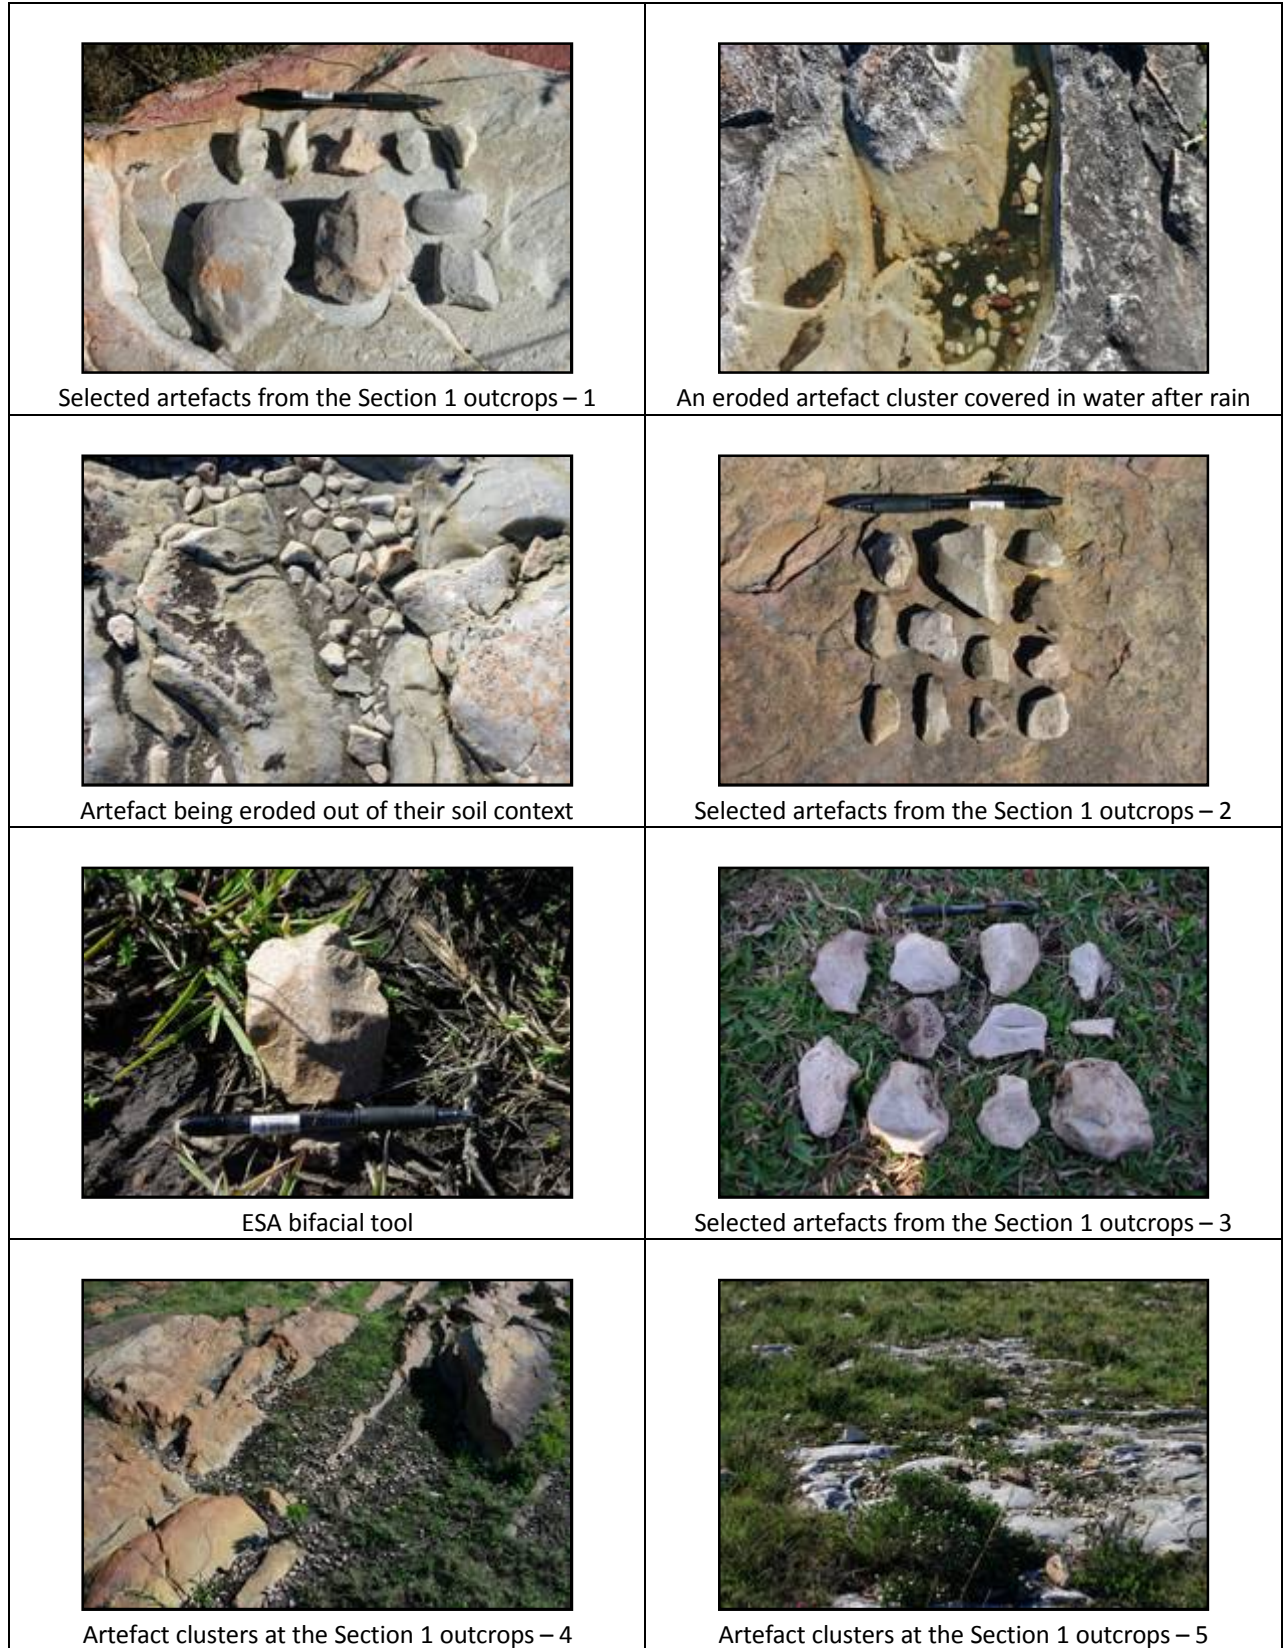 Selected artefacts from the Section 1 outcrops – 1
An eroded artefact cluster covered in water after rain
Artefact being eroded out of their soil context
Selected artefacts from the Section 1 outcrops – 2
ESA bifacial tool
Selected artefacts from the Section 1 outcrops – 3
Artefact clusters at the Section 1 outcrops – 4
Artefact clusters at the Section 1 outcrops – 5